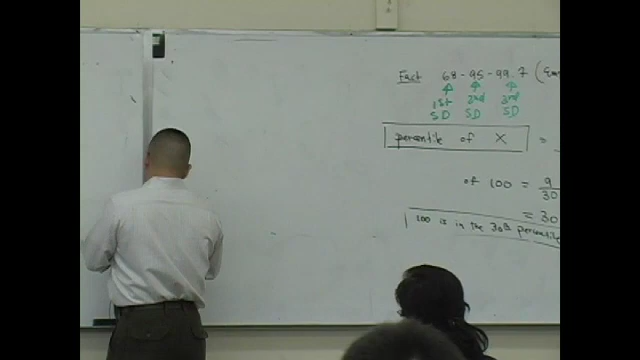 Fact 68 - 95 - 99.7 (Em
1st 2nd 3rd
SD SD SD
percentile of X =
of 100 = 9/30
= 30
100 is in the 30th percentile